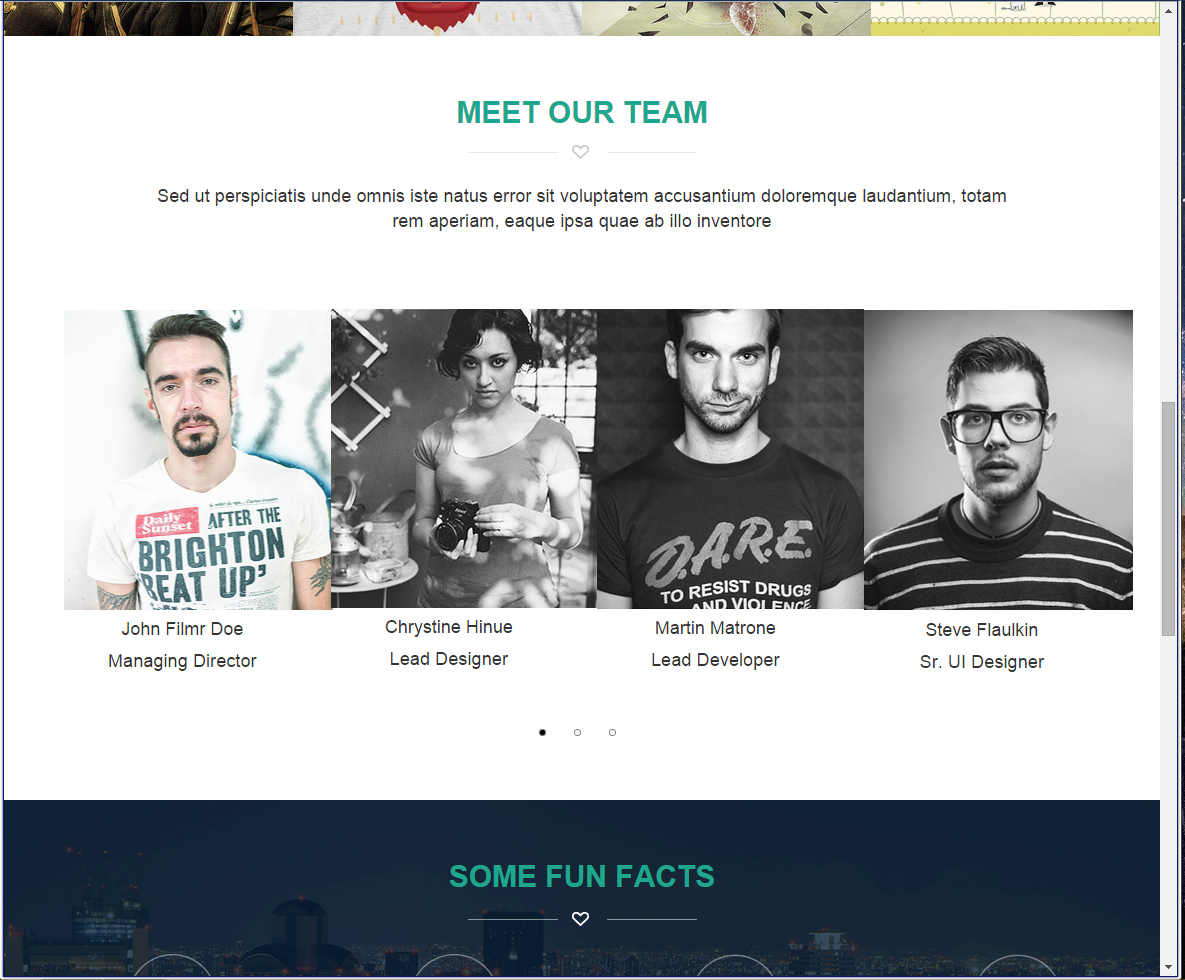 MEET OUR TEAM
Sed ut perspiciatis unde omnis iste natus error sit voluptatem accusantium doloremque laudantium, totam
rem aperiam, eaque ipsa quae ab illo inventore
Daily
Sunset
AFTER THE
BRIGHTON
BEAT UP'
D.A.R.E.
TO RESIST DRUGS
AND VIOLENCE
John Filmr Doe
Chrystine Hinue
Martin Matrone
Steve Flaulkin
Managing Director
Lead Designer
Lead Developer
Sr. UI Designer
SOME FUN FACTS